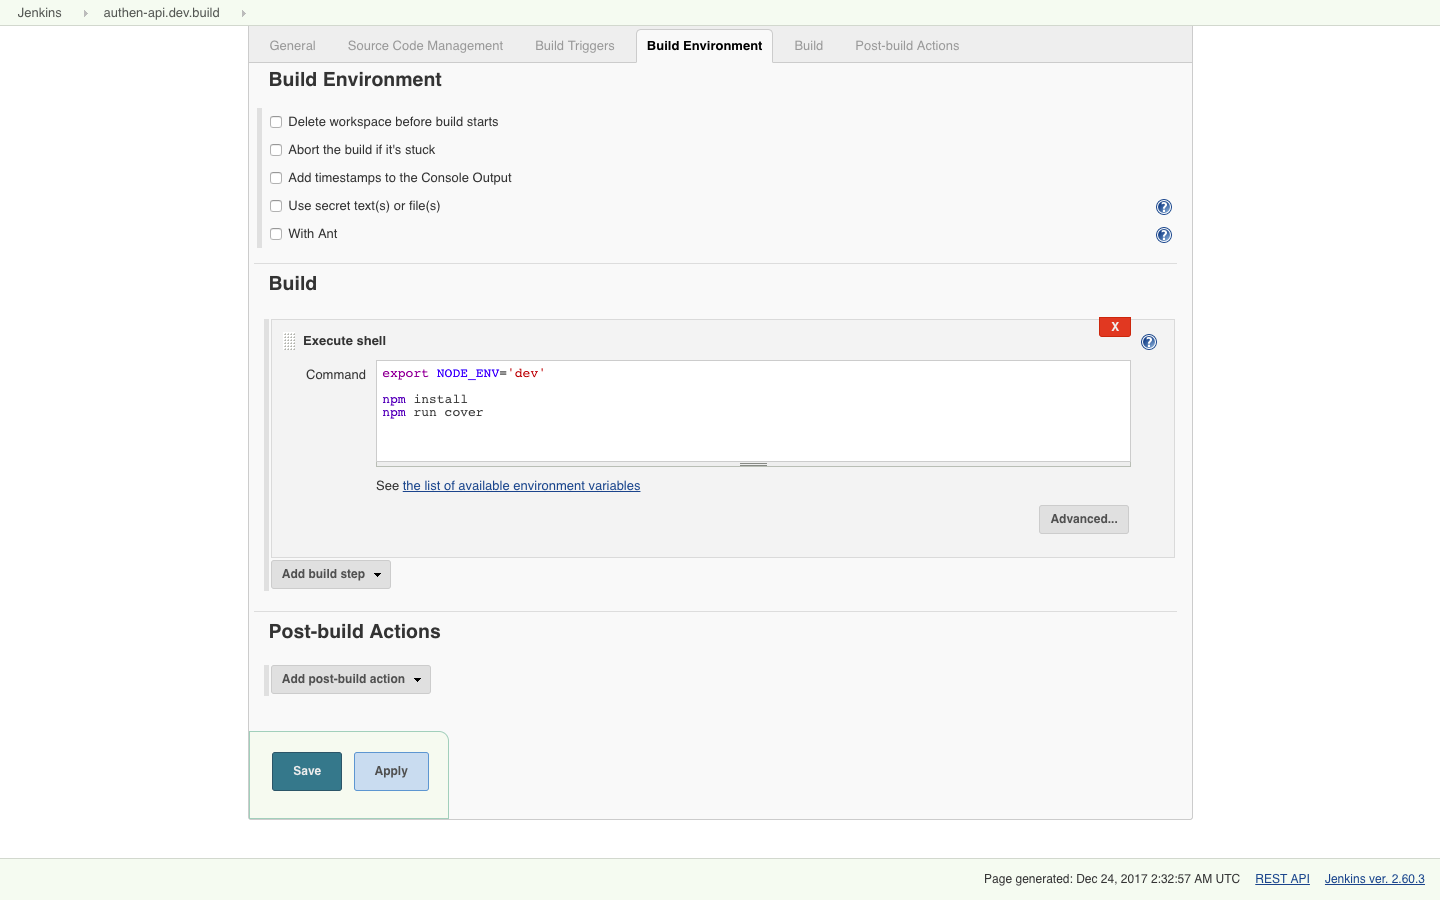 Jenkins authen-api.dev.build
General Source Code Management Build Triggers Build Environment Build Post-build Actions
Build Environment
Delete workspace before build starts
Abort the build if it's stuck
Add timestamps to the Console Output
Use secret text(s) or file(s)
With Ant
Build
X
Execute shell
Command
export NODE_ENV='dev'
npm install
npm run cover
See the list of available environment variables
Advanced...
Add build step
Post-build Actions
Add post-build action
Save Apply
Page generated: Dec 24, 2017 2:32:57 AM UTC REST API Jenkins ver. 2.60.3